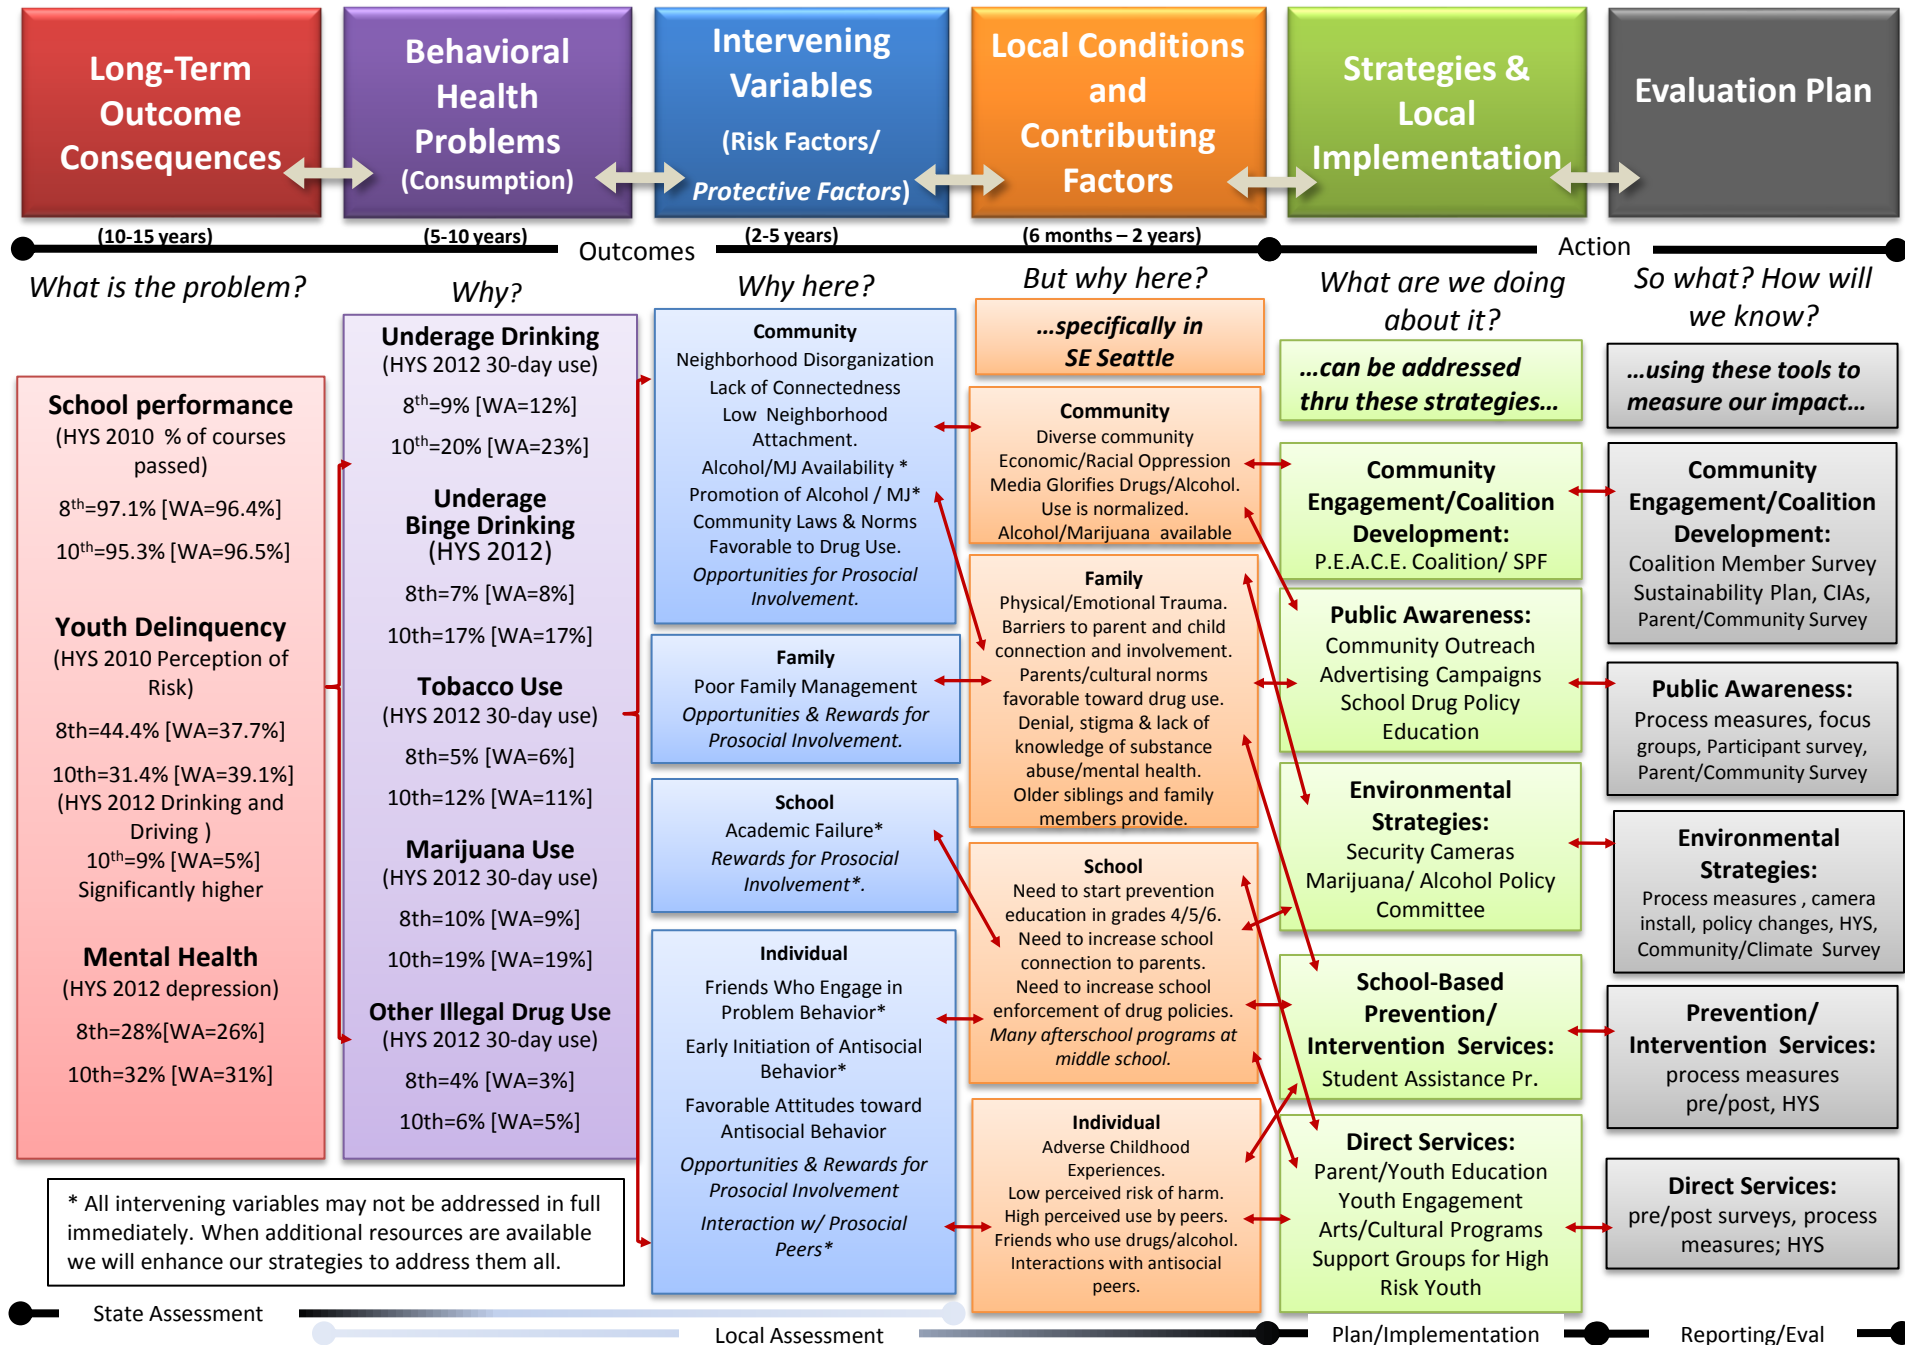 Long-Term
Outcome
Consequences
Behavioral
Health
Problems
(Consumption)
Intervening
Variables
(Risk Factors/
Protective Factors)
Local Conditions
and
Contributing
Factors
Strategies &
Local
Implementation
Evaluation Plan
(10-15 years)
(5-10 years)
(2-5 years)
(6 months – 2 years)
Outcomes
Action
What is the problem?
Why?
Why here?
But why here?
What are we doing
about it?
So what? How will
we know?
School performance
(HYS 2010 % of courses
passed)
8th=97.1% [WA=96.4%]
10th=95.3% [WA=96.5%]
Youth Delinquency
(HYS 2010 Perception of
Risk)
8th=44.4% [WA=37.7%]
10th=31.4% [WA=39.1%]
(HYS 2012 Drinking and
Driving )
10th=9% [WA=5%]
Significantly higher
Mental Health
(HYS 2012 depression)
8th=28%[WA=26%]
10th=32% [WA=31%]
Underage Drinking
(HYS 2012 30-day use)
8th=9% [WA=12%]
10th=20% [WA=23%]
Underage
Binge Drinking
(HYS 2012)
8th=7% [WA=8%]
10th=17% [WA=17%]
Tobacco Use
(HYS 2012 30-day use)
8th=5% [WA=6%]
10th=12% [WA=11%]
Marijuana Use
(HYS 2012 30-day use)
8th=10% [WA=9%]
10th=19% [WA=19%]
Other Illegal Drug Use
(HYS 2012 30-day use)
8th=4% [WA=3%]
10th=6% [WA=5%]
Community
Neighborhood Disorganization
Lack of Connectedness
Low Neighborhood
Attachment.
Alcohol/MJ Availability *
Promotion of Alcohol / MJ*
Community Laws & Norms
Favorable to Drug Use.
Opportunities for Prosocial
Involvement.
Family
Poor Family Management
Opportunities & Rewards for
Prosocial Involvement.
School
Academic Failure*
Rewards for Prosocial
Involvement*.
Individual
Friends Who Engage in
Problem Behavior*
Early Initiation of Antisocial
Behavior*
Favorable Attitudes toward
Antisocial Behavior
Opportunities & Rewards for
Prosocial Involvement
Interaction w/ Prosocial
Peers*
...specifically in
SE Seattle
Community
Diverse community
Economic/Racial Oppression
Media Glorifies Drugs/Alcohol.
Use is normalized.
Alcohol/Marijuana available
Family
Physical/Emotional Trauma.
Barriers to parent and child
connection and involvement.
Parents/cultural norms
favorable toward drug use.
Denial, stigma & lack of
knowledge of substance
abuse/mental health.
Older siblings and family
members provide.
School
Need to start prevention
education in grades 4/5/6.
Need to increase school
connection to parents.
Need to increase school
enforcement of drug policies.
Many afterschool programs at
middle school.
Individual
Adverse Childhood
Experiences.
Low perceived risk of harm.
High perceived use by peers.
Friends who use drugs/alcohol.
Interactions with antisocial
peers.
...can be addressed
thru these strategies...
Community
Engagement/Coalition
Development:
P.E.A.C.E. Coalition/ SPF
Public Awareness:
Community Outreach
Advertising Campaigns
School Drug Policy
Education
Environmental
Strategies:
Security Cameras
Marijuana/ Alcohol Policy
Committee
School-Based
Prevention/
Intervention Services:
Student Assistance Pr.
Direct Services:
Parent/Youth Education
Youth Engagement
Arts/Cultural Programs
Support Groups for High
Risk Youth
...using these tools to
measure our impact...
Community
Engagement/Coalition
Development:
Coalition Member Survey
Sustainability Plan, CIAs,
Parent/Community Survey
Public Awareness:
Process measures, focus
groups, Participant survey,
Parent/Community Survey
Environmental
Strategies:
Process measures , camera
install, policy changes, HYS,
Community/Climate Survey
Prevention/
Intervention Services:
process measures
pre/post, HYS
Direct Services:
pre/post surveys, process
measures; HYS
* All intervening variables may not be addressed in full
immediately. When additional resources are available
we will enhance our strategies to address them all.
State Assessment
Local Assessment
Plan/Implementation
Reporting/Eval